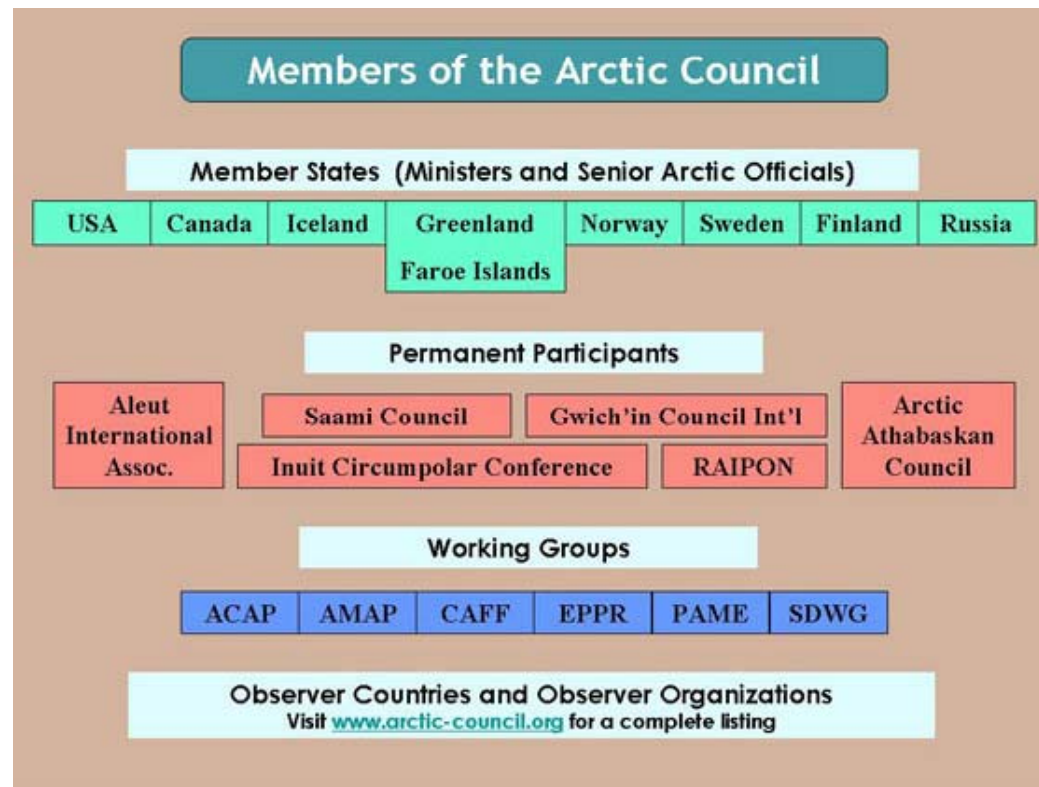 Members of the Arctic Council
Member States (Ministers and Senior Arctic Officials)
USA Canada Iceland Greenland Norway Sweden Finland Russia
Faroe Islands
Permanent Participants
Aleut International Assoc.
Saami Council
Gwich'in Council Int'l
Arctic Athabaskan Council
Inuit Circumpolar Conference
RAIPON
Working Groups
ACAP AMAP CAFF EPPR PAME SDWG
Observer Countries and Observer Organizations
Visit www.arctic-council.org for a complete listing